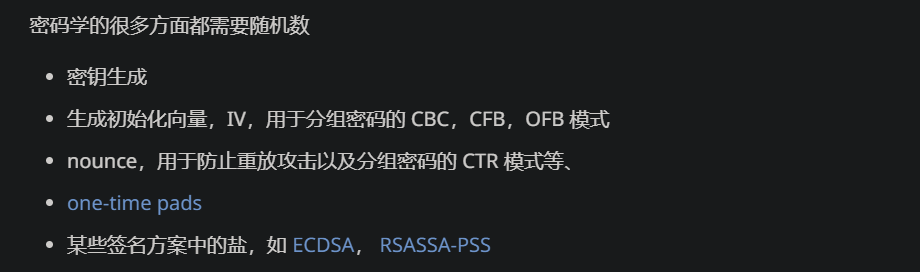 密码学的很多方面都需要随机数
• 密钥生成
• 生成初始化向量，IV，用于分组密码的 CBC，CFB，OFB 模式
• nounce，用于防止重放攻击以及分组密码的 CTR 模式等、
• one-time pads
• 某些签名方案中的盐，如 ECDSA， RSASSA-PSS